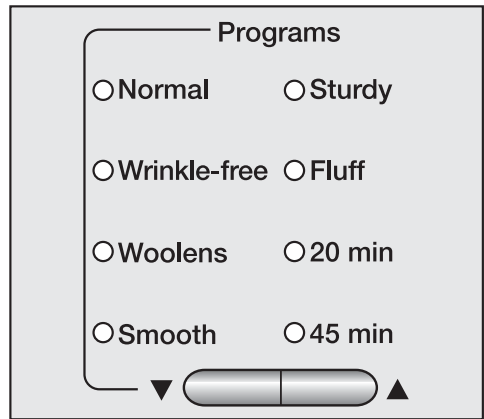 Programs
Normal Sturdy
Wrinkle-free Fluff
Woolens 20 min
Smooth 45 min